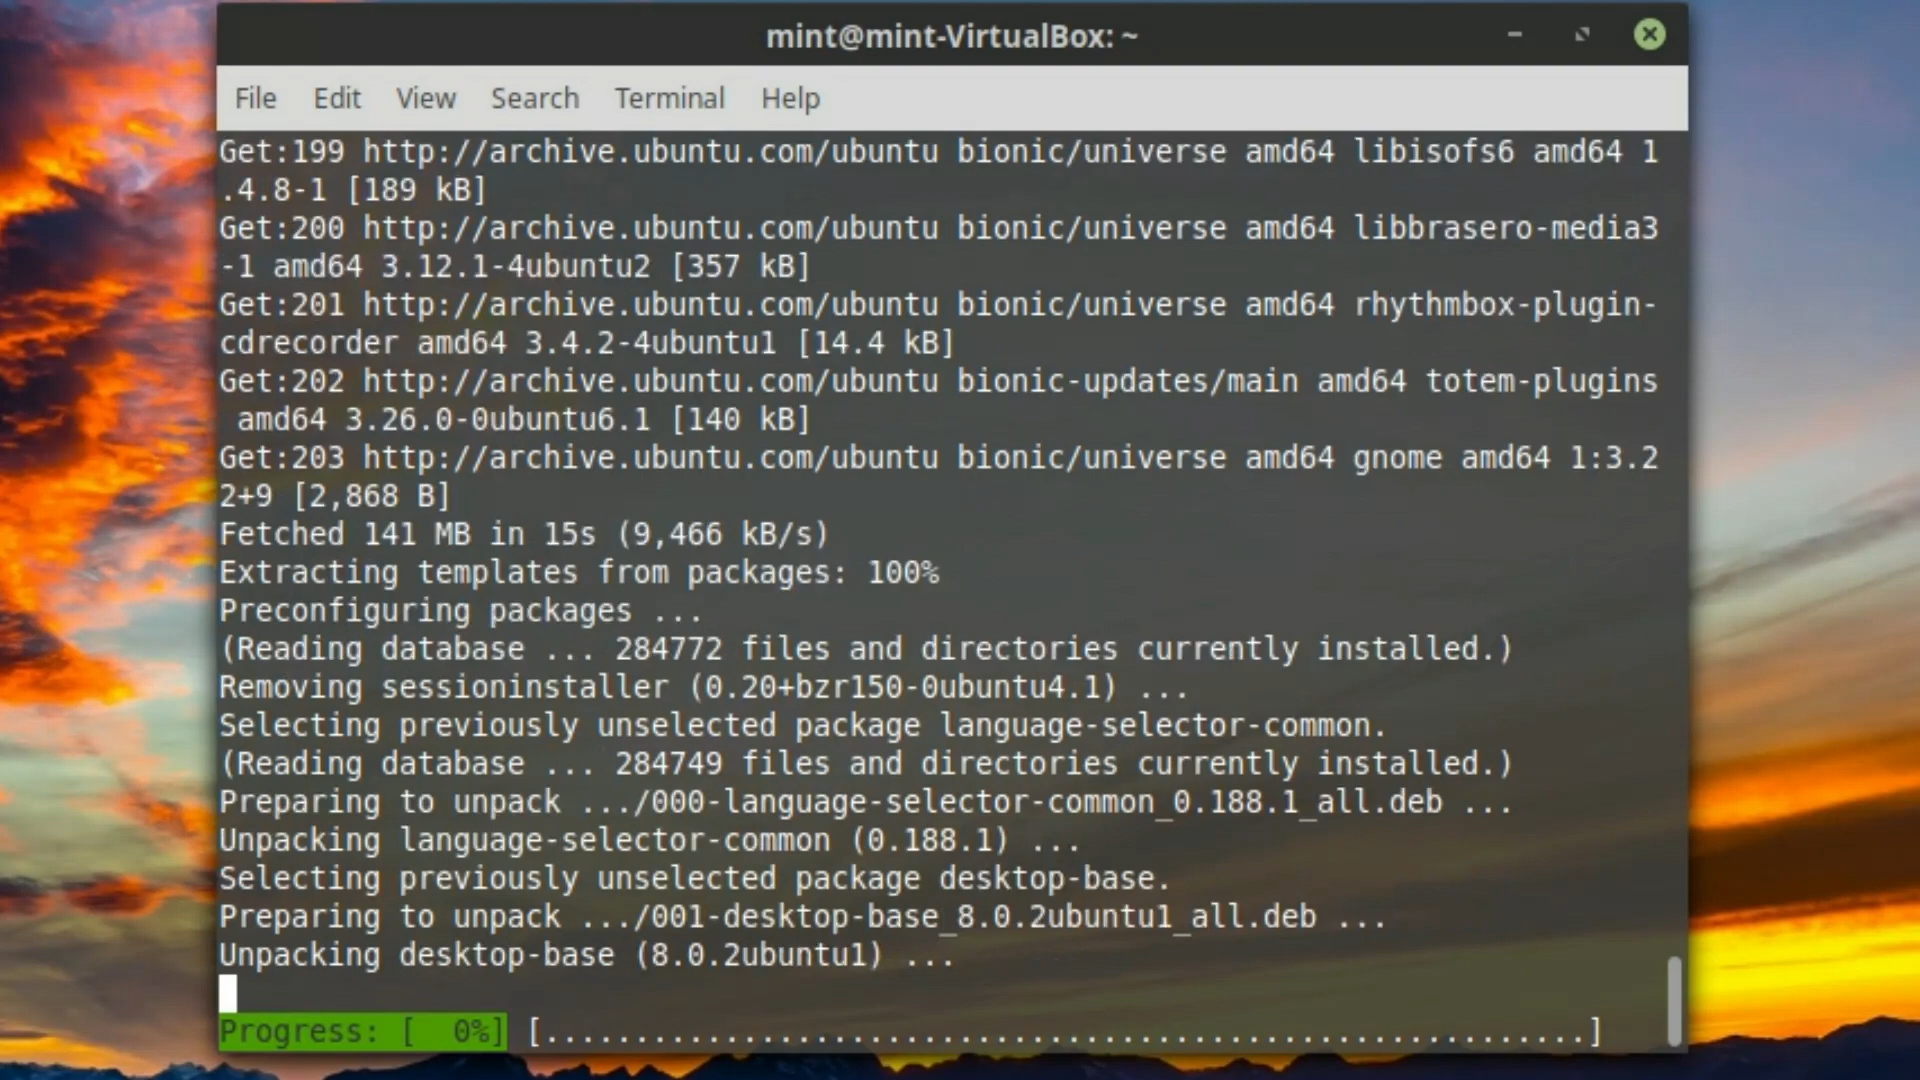 mint@mint-VirtualBox: ~
File Edit View Search Terminal Help
Get:199 http://archive.ubuntu.com/ubuntu bionic/universe amd64 libisofs6 amd64 1
.4.8-1 [189 kB]
Get:200 http://archive.ubuntu.com/ubuntu bionic/universe amd64 libbrasero-media3
-1 amd64 3.12.1-4ubuntu2 [357 kB]
Get:201 http://archive.ubuntu.com/ubuntu bionic/universe amd64 rhythmbox-plugin-
cdrecorder amd64 3.4.2-4ubuntu1 [14.4 kB]
Get:202 http://archive.ubuntu.com/ubuntu bionic-updates/main amd64 totem-plugins
 amd64 3.26.0-0ubuntu6.1 [140 kB]
Get:203 http://archive.ubuntu.com/ubuntu bionic/universe amd64 gnome amd64 1:3.2
2+9 [2,868 B]
Fetched 141 MB in 15s (9,466 kB/s)
Extracting templates from packages: 100%
Preconfiguring packages ...
(Reading database ... 284772 files and directories currently installed.)
Removing sessioninstaller (0.20+bzr150-0ubuntu4.1) ...
Selecting previously unselected package language-selector-common.
(Reading database ... 284749 files and directories currently installed.)
Preparing to unpack .../000-language-selector-common_0.188.1_all.deb ...
Unpacking language-selector-common (0.188.1) ...
Selecting previously unselected package desktop-base.
Preparing to unpack .../001-desktop-base_8.0.2ubuntu1_all.deb ...
Unpacking desktop-base (8.0.2ubuntu1) ...
Progress: [  0%] [..........................................................]